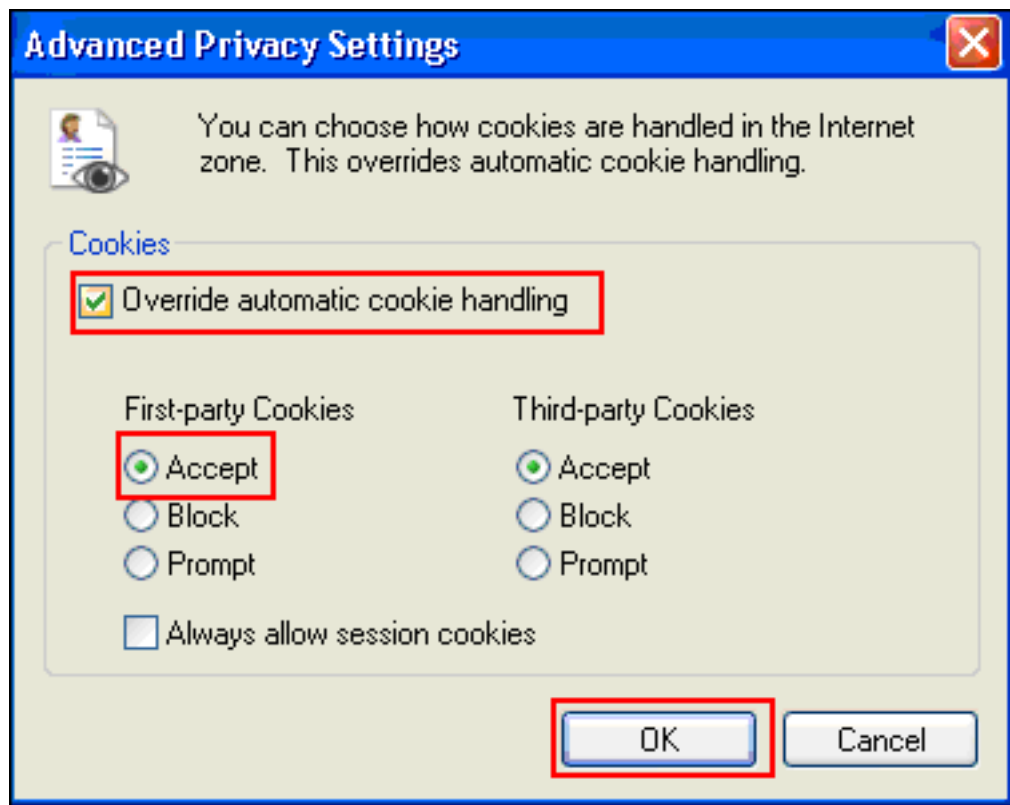 Advanced Privacy Settings
You can choose how cookies are handled in the Internet
zone.  This overrides automatic cookie handling.
Cookies
Override automatic cookie handling
First-party Cookies
Third-party Cookies
Accept
Accept
Block
Block
Prompt
Prompt
Always allow session cookies
OK
Cancel